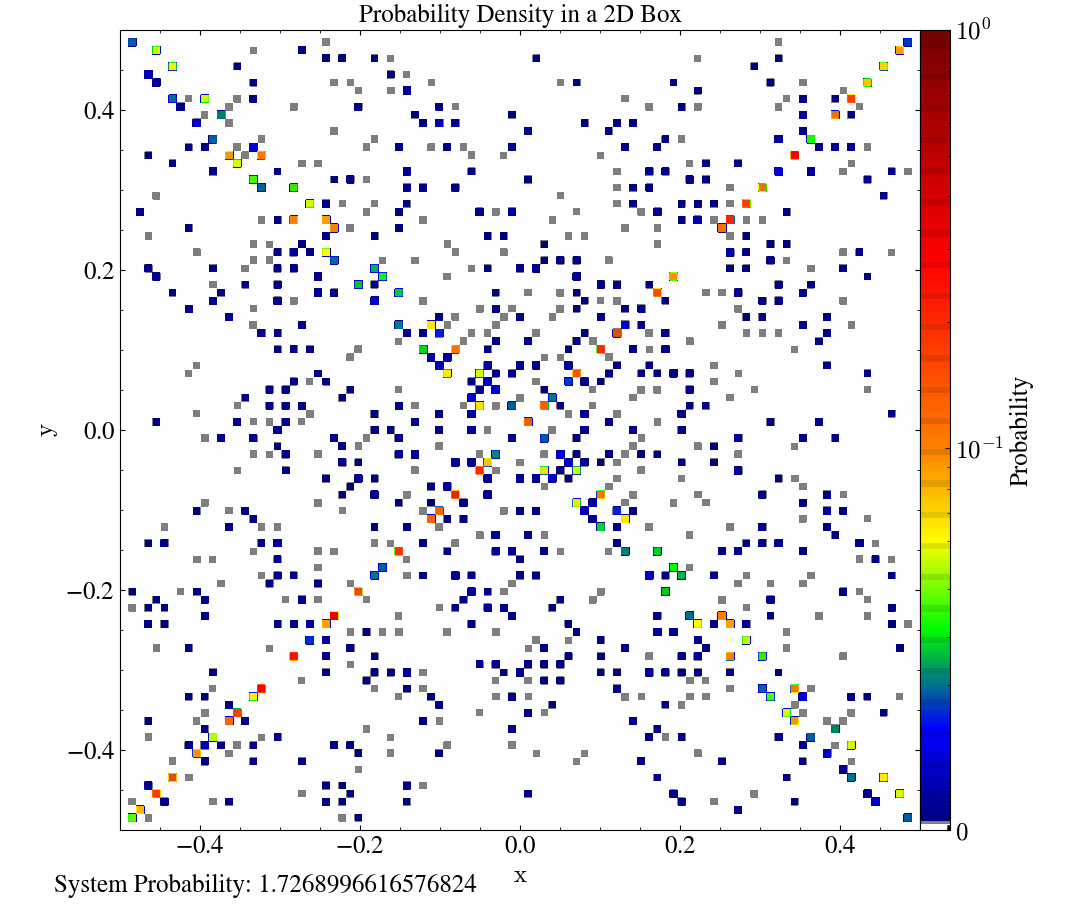 Probability Density in a 2D Box
10⁰
0.4
0.2
y
0.0
10⁻¹
Probability
−0.2
−0.4
0
−0.4 −0.2 0.0 0.2 0.4
x
System Probability: 1.7268996616576824